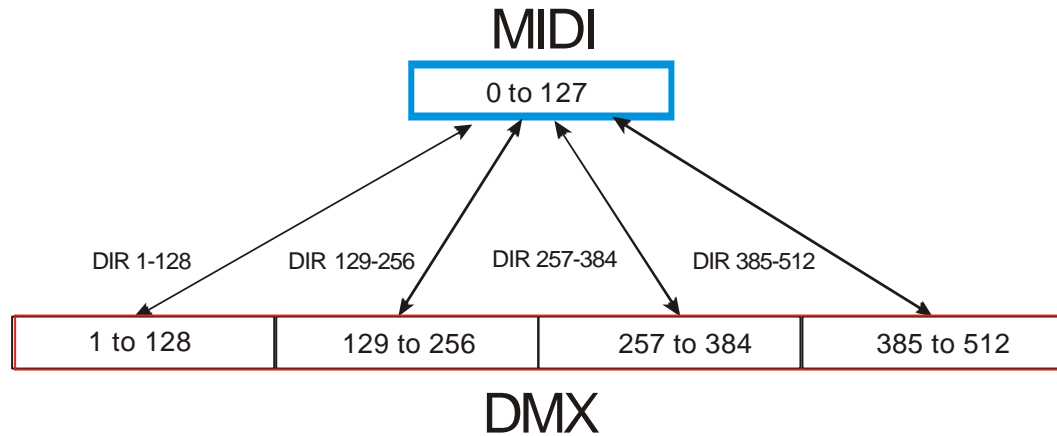 MIDI
0 to 127
DIR 1-128
DIR 129-256
DIR 257-384
DIR 385-512
1 to 128
129 to 256
257 to 384
385 to 512
DMX